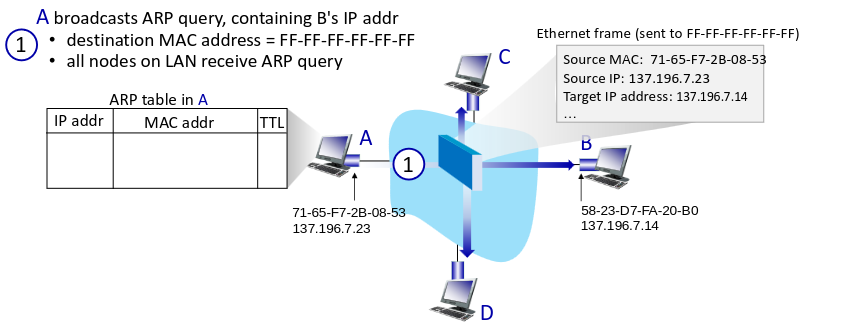 A broadcasts ARP query, containing B's IP addr
1
• destination MAC address = FF-FF-FF-FF-FF-FF
• all nodes on LAN receive ARP query
Ethernet frame (sent to FF-FF-FF-FF-FF-FF)
Source MAC: 71-65-F7-2B-08-53
Source IP: 137.196.7.23
Target IP address: 137.196.7.14
…
C
ARP table in A
IP addr MAC addr TTL
A
1
B
71-65-F7-2B-08-53
137.196.7.23
58-23-D7-FA-20-B0
137.196.7.14
D